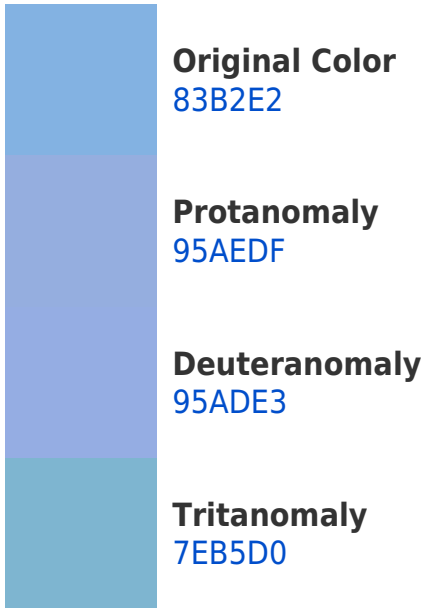 Original Color
83B2E2
Protanomaly
95AEDF
Deuteranomaly
95ADE3
Tritanomaly
7EB5D0